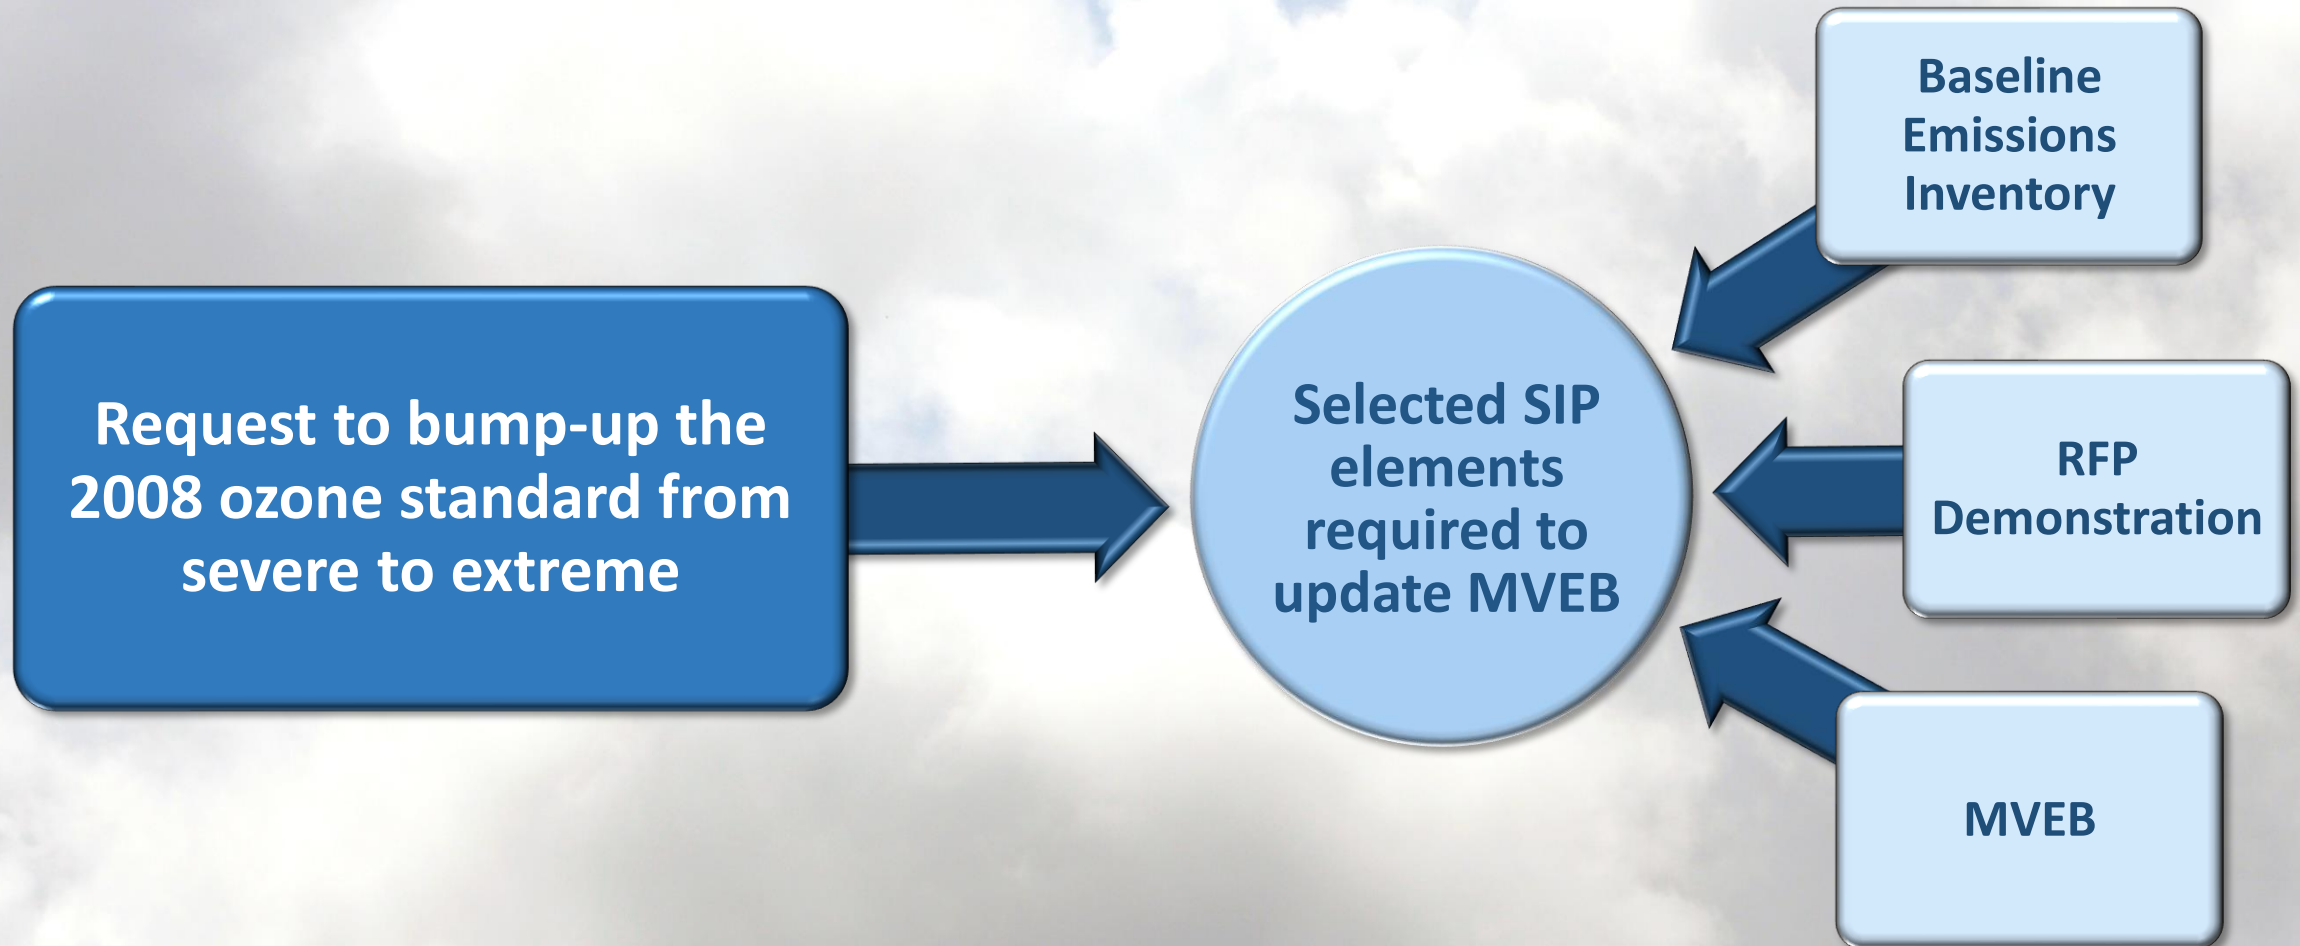 Request to bump-up the
2008 ozone standard from
severe to extreme
Selected SIP
elements
required to
update MVEB
Baseline
Emissions
Inventory
RFP
Demonstration
MVEB